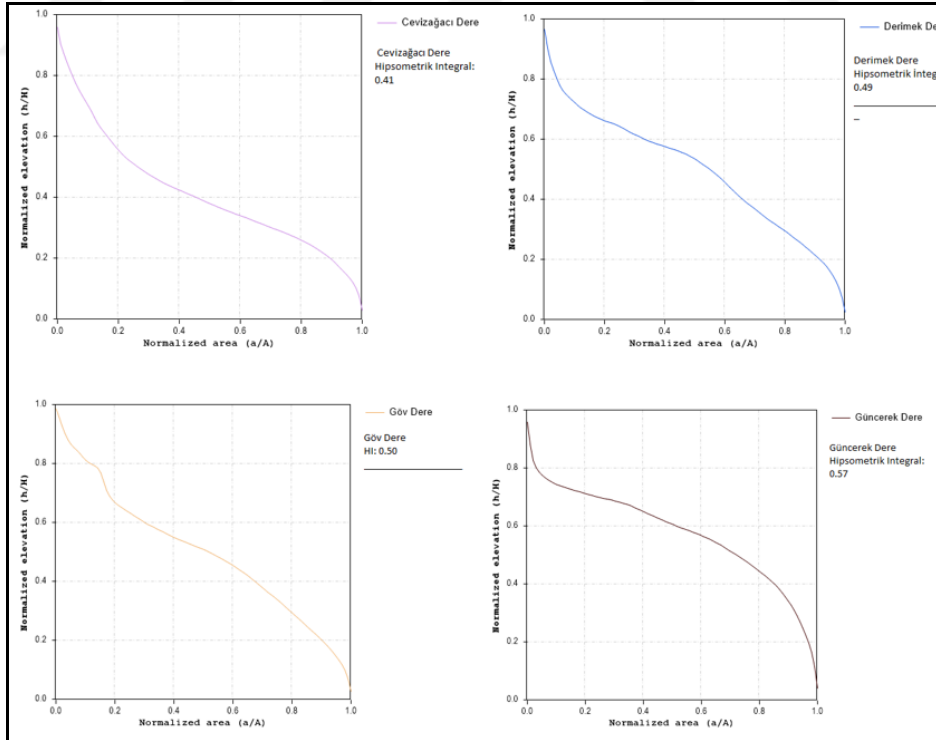 Cevizağacı Dere
Cevizağacı Dere
Hipsometrik Integral:
0.41
Normalized elevation (h/H)
1.0
0.8
0.6
0.4
0.2
0.0
0.0 0.2 0.4 0.6 0.8 1.0
Normalized area (a/A)
Derimek De
Derimek Dere
Hipsometrik İnteg
0.49
Normalized elevation (h/H)
1.0
0.8
0.6
0.4
0.2
0.0
0.0 0.2 0.4 0.6 0.8 1.0
Normalized area (a/A)
Göv Dere
Göv Dere
HI: 0.50
Normalized elevation (h/H)
1.0
0.8
0.6
0.4
0.2
0.0
0.0 0.2 0.4 0.6 0.8 1.0
Normalized area (a/A)
Güncerek Dere
Güncerek Dere
Hipsometrik Integral:
0.57
Normalized elevation (h/H)
1.0
0.8
0.6
0.4
0.2
0.0
0.0 0.2 0.4 0.6 0.8 1.0
Normalized area (a/A)